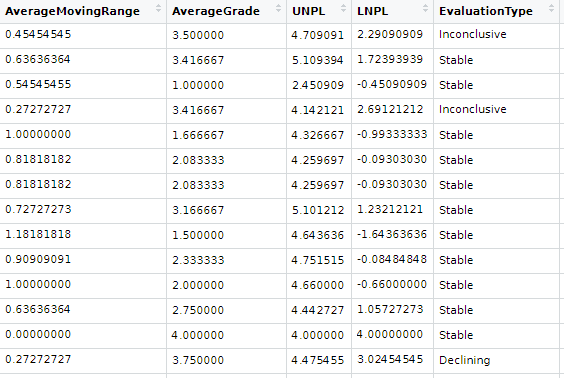 AverageMovingRange AverageGrade UNPL LNPL EvaluationType
0.45454545 3.500000 4.709091 2.29090909 Inconclusive
0.63636364 3.416667 5.109394 1.72393939 Stable
0.54545455 1.000000 2.450909 -0.45090909 Stable
0.27272727 3.416667 4.142121 2.69121212 Inconclusive
1.00000000 1.666667 4.326667 -0.99333333 Stable
0.81818182 2.083333 4.259697 -0.09303030 Stable
0.81818182 2.083333 4.259697 -0.09303030 Stable
0.72727273 3.166667 5.101212 1.23212121 Stable
1.18181818 1.500000 4.643636 -1.64363636 Stable
0.90909091 2.333333 4.751515 -0.08484848 Stable
1.00000000 2.000000 4.660000 -0.66000000 Stable
0.63636364 2.750000 4.442727 1.05727273 Stable
0.00000000 4.000000 4.000000 4.00000000 Stable
0.27272727 3.750000 4.475455 3.02454545 Declining